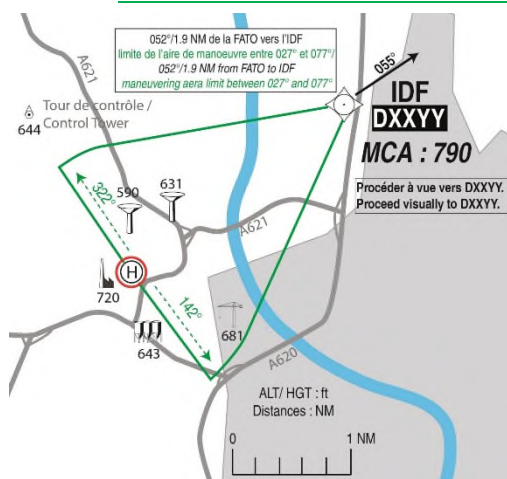 A621
052°/1.9 NM de la FATO vers l'IDF
limite de l'aire de manoeuvre entre 027° et 077°/
052°/1.9 NM from FATO to IDF
maneuvering aera limit between 027° and 077°
055°
IDF
DXXYY
MCA : 790
Procéder à vue vers DXXYY.
Proceed visually to DXXYY.
Tour de contrôle /
Control Tower
644
322°
590
631
A621
H
720
142°
643
681
A620
ALT/ HGT : ft
Distances : NM
0
1 NM